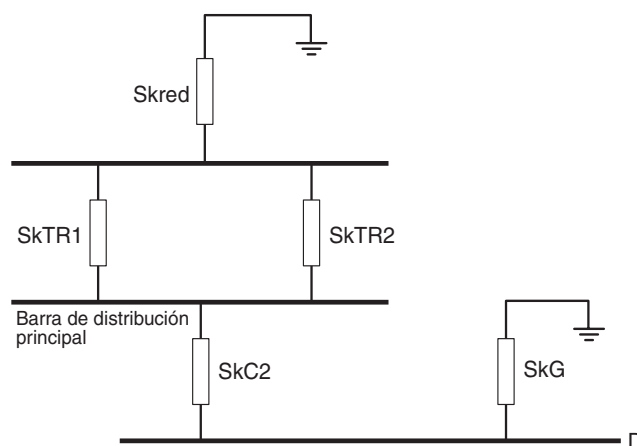 Skred
SkTR1
SkTR2
Barra de distribución
principal
SkC2
SkG